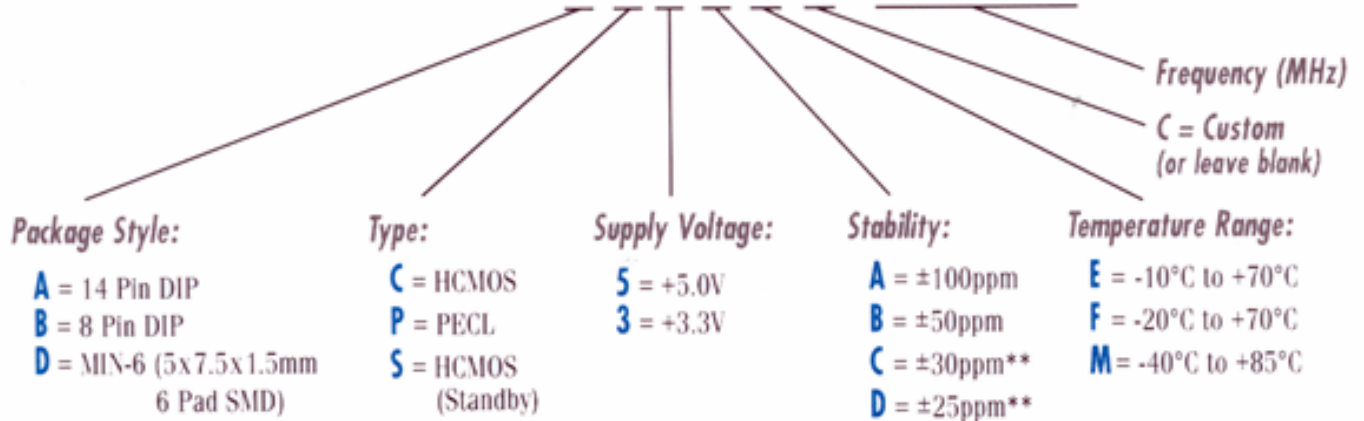 Frequency (MHz)
C = Custom
(or leave blank)
Package Style:
A = 14 Pin DIP
B = 8 Pin DIP
D = MIN-6 (5x7.5x1.5mm
6 Pad SMD)
Type:
C = HCMOS
P = PECL
S = HCMOS
(Standby)
Supply Voltage:
5 = +5.0V
3 = +3.3V
Stability:
A = ±100ppm
B = ±50ppm
C = ±30ppm**
D = ±25ppm**
Temperature Range:
E = -10°C to +70°C
F = -20°C to +70°C
M = -40°C to +85°C